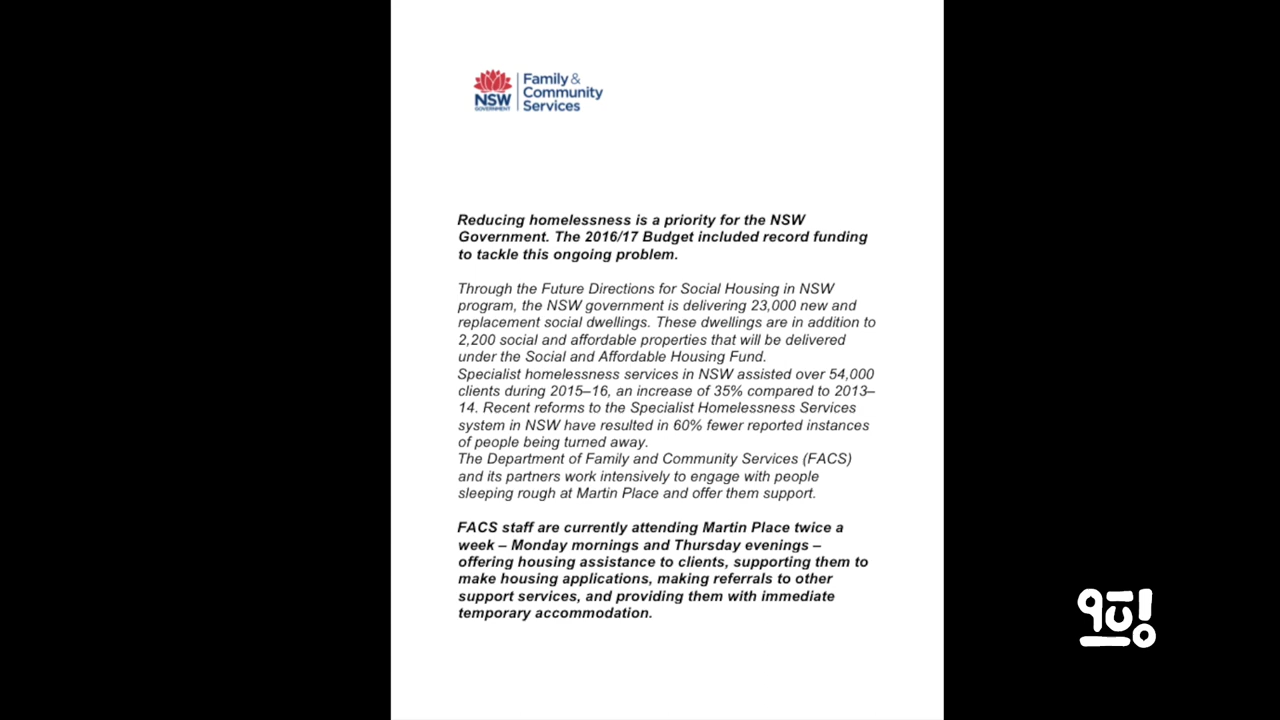 NSW
GOVERNMENT
Family &
Community
Services
Reducing homelessness is a priority for the NSW
Government. The 2016/17 Budget included record funding
to tackle this ongoing problem.
Through the Future Directions for Social Housing in NSW
program, the NSW government is delivering 23,000 new and
replacement social dwellings. These dwellings are in addition to
2,200 social and affordable properties that will be delivered
under the Social and Affordable Housing Fund.
Specialist homelessness services in NSW assisted over 54,000
clients during 2015–16, an increase of 35% compared to 2013–
14. Recent reforms to the Specialist Homelessness Services
system in NSW have resulted in 60% fewer reported instances
of people being turned away.
The Department of Family and Community Services (FACS)
and its partners work intensively to engage with people
sleeping rough at Martin Place and offer them support.
FACS staff are currently attending Martin Place twice a
week – Monday mornings and Thursday evenings –
offering housing assistance to clients, supporting them to
make housing applications, making referrals to other
support services, and providing them with immediate
temporary accommodation.